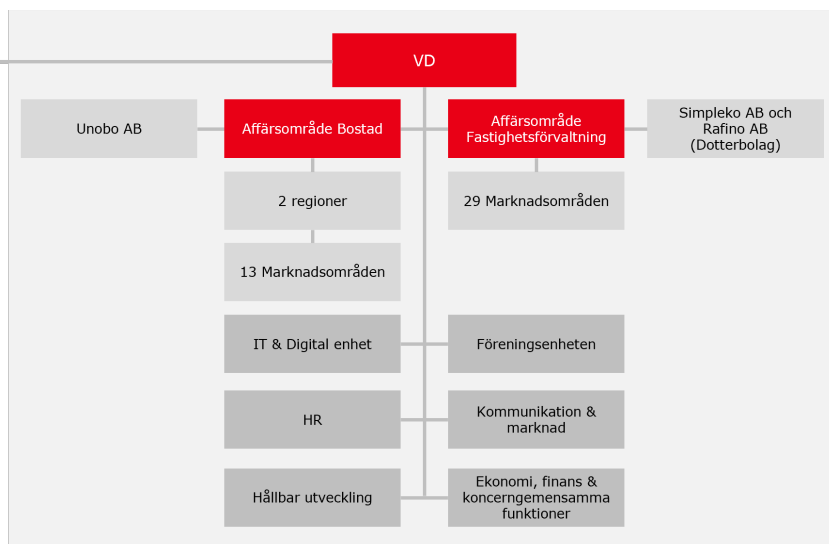 VD
Unobo AB
Affärsområde Bostad
Affärsområde
Fastighetsförvaltning
Simpleko AB och
Rafino AB
(Dotterbolag)
2 regioner
29 Marknadsområden
13 Marknadsområden
IT & Digital enhet
Föreningsenheten
HR
Kommunikation &
marknad
Hållbar utveckling
Ekonomi, finans &
koncerngemensamma
funktioner